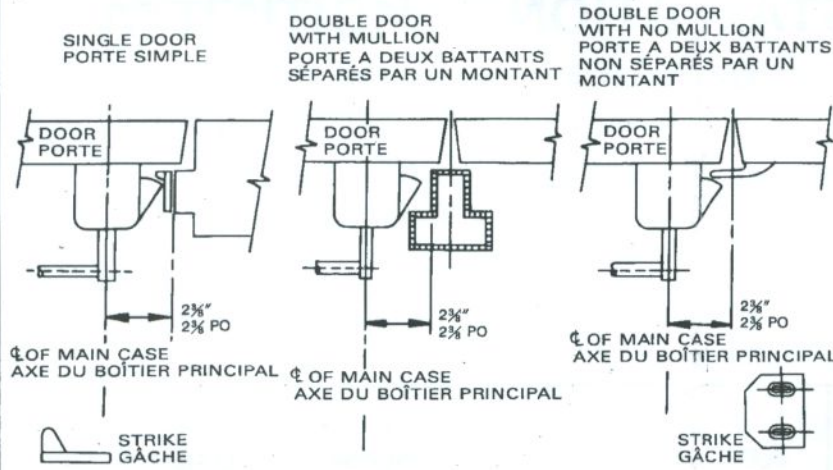 SINGLE DOOR
PORTE SIMPLE
DOOR
PORTE
2⅜"
2⅜ PO
℄ OF MAIN CASE
AXE DU BOÎTIER PRINCIPAL
STRIKE
GÂCHE
DOUBLE DOOR
WITH MULLION
PORTE A DEUX BATTANTS
SÉPARÉS PAR UN MONTANT
DOOR
PORTE
2⅜"
2⅜ PO
℄ OF MAIN CASE
AXE DU BOÎTIER PRINCIPAL
DOUBLE DOOR
WITH NO MULLION
PORTE A DEUX BATTANTS
NON SÉPARÉS PAR UN
MONTANT
DOOR
PORTE
2⅜"
2⅜ PO
℄ OF MAIN CASE
AXE DU BOÎTIER PRINCIPAL
STRIKE
GÂCHE